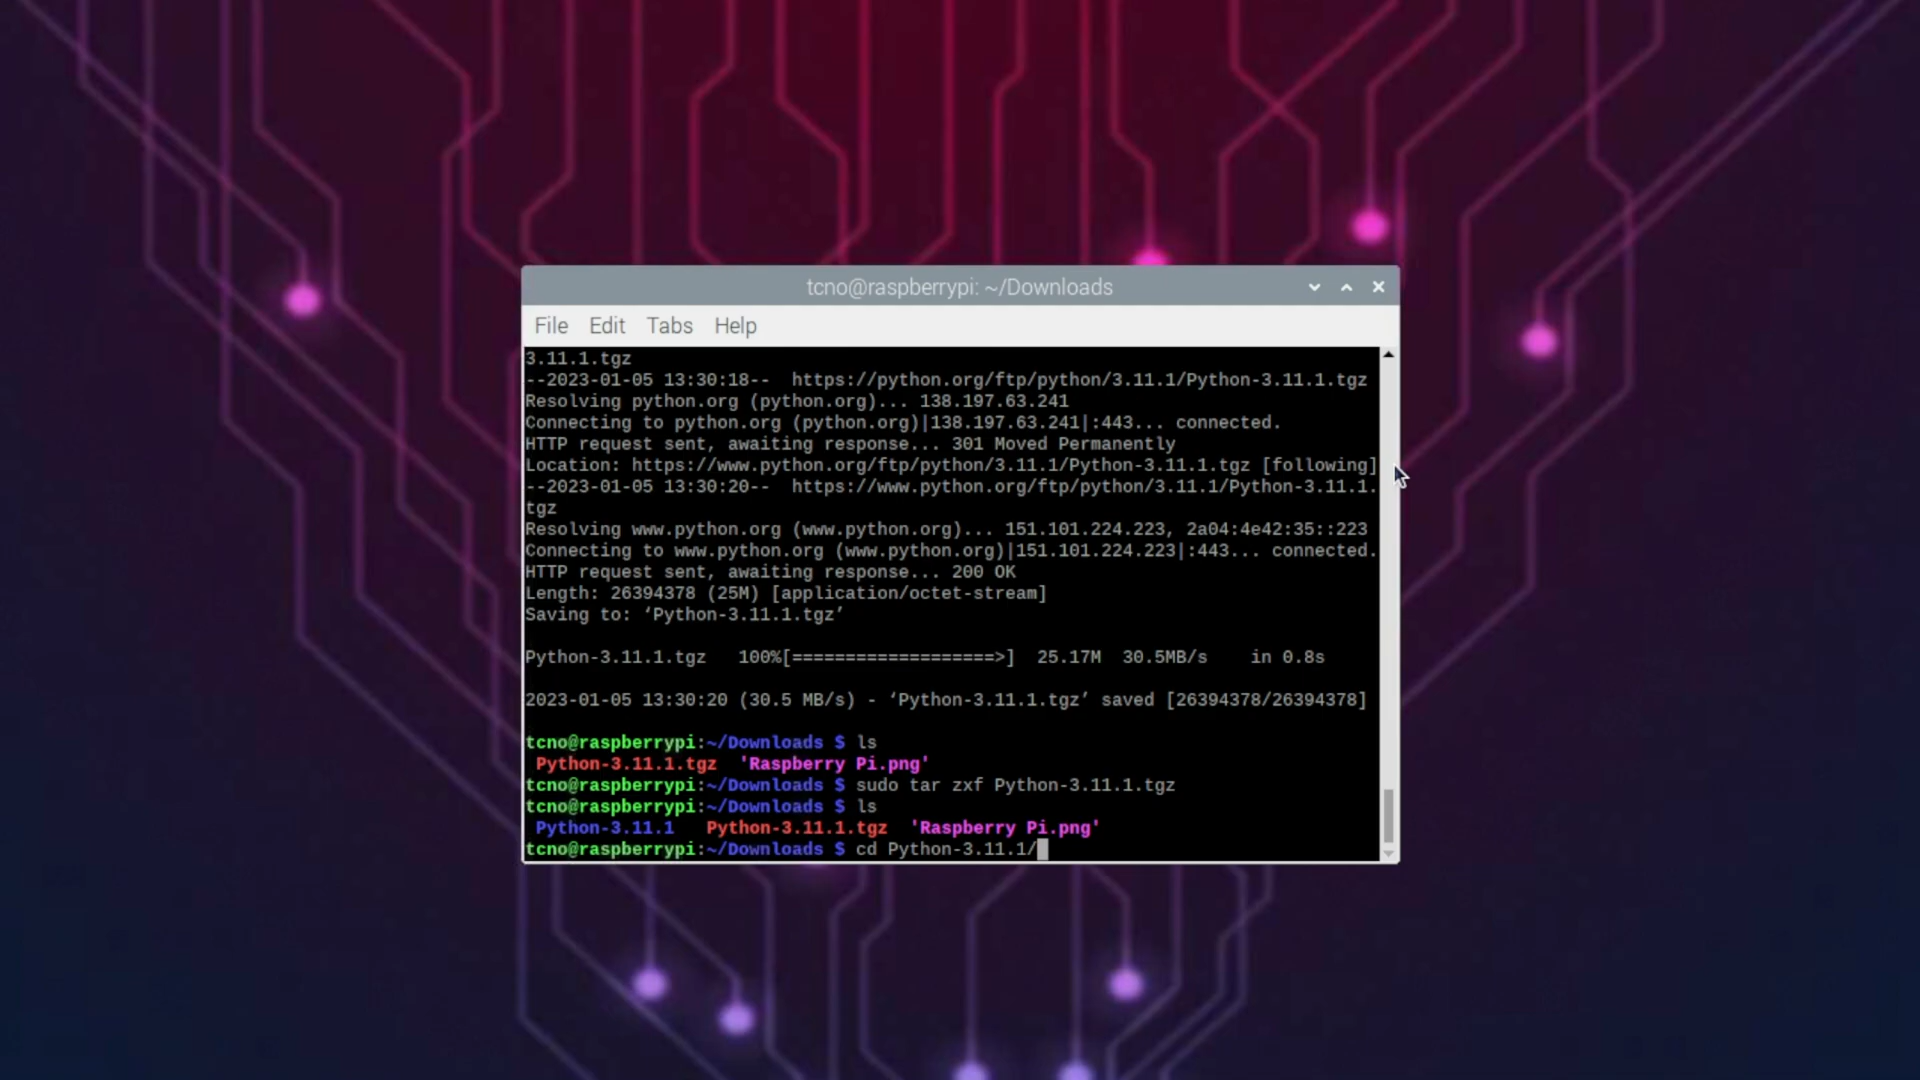 tcno@raspberrypi: ~/Downloads
File Edit Tabs Help
3.11.1.tgz
--2023-01-05 13:30:18--  https://python.org/ftp/python/3.11.1/Python-3.11.1.tgz
Resolving python.org (python.org)... 138.197.63.241
Connecting to python.org (python.org)|138.197.63.241|:443... connected.
HTTP request sent, awaiting response... 301 Moved Permanently
Location: https://www.python.org/ftp/python/3.11.1/Python-3.11.1.tgz [following]
--2023-01-05 13:30:20--  https://www.python.org/ftp/python/3.11.1/Python-3.11.1.
tgz
Resolving www.python.org (www.python.org)... 151.101.224.223, 2a04:4e42:35::223
Connecting to www.python.org (www.python.org)|151.101.224.223|:443... connected.
HTTP request sent, awaiting response... 200 OK
Length: 26394378 (25M) [application/octet-stream]
Saving to: ‘Python-3.11.1.tgz’
Python-3.11.1.tgz   100%[===================>]  25.17M  30.5MB/s    in 0.8s
2023-01-05 13:30:20 (30.5 MB/s) - ‘Python-3.11.1.tgz’ saved [26394378/26394378]
tcno@raspberrypi:~/Downloads $ ls
Python-3.11.1.tgz  'Raspberry Pi.png'
tcno@raspberrypi:~/Downloads $ sudo tar zxf Python-3.11.1.tgz
tcno@raspberrypi:~/Downloads $ ls
Python-3.11.1   Python-3.11.1.tgz  'Raspberry Pi.png'
tcno@raspberrypi:~/Downloads $ cd Python-3.11.1/